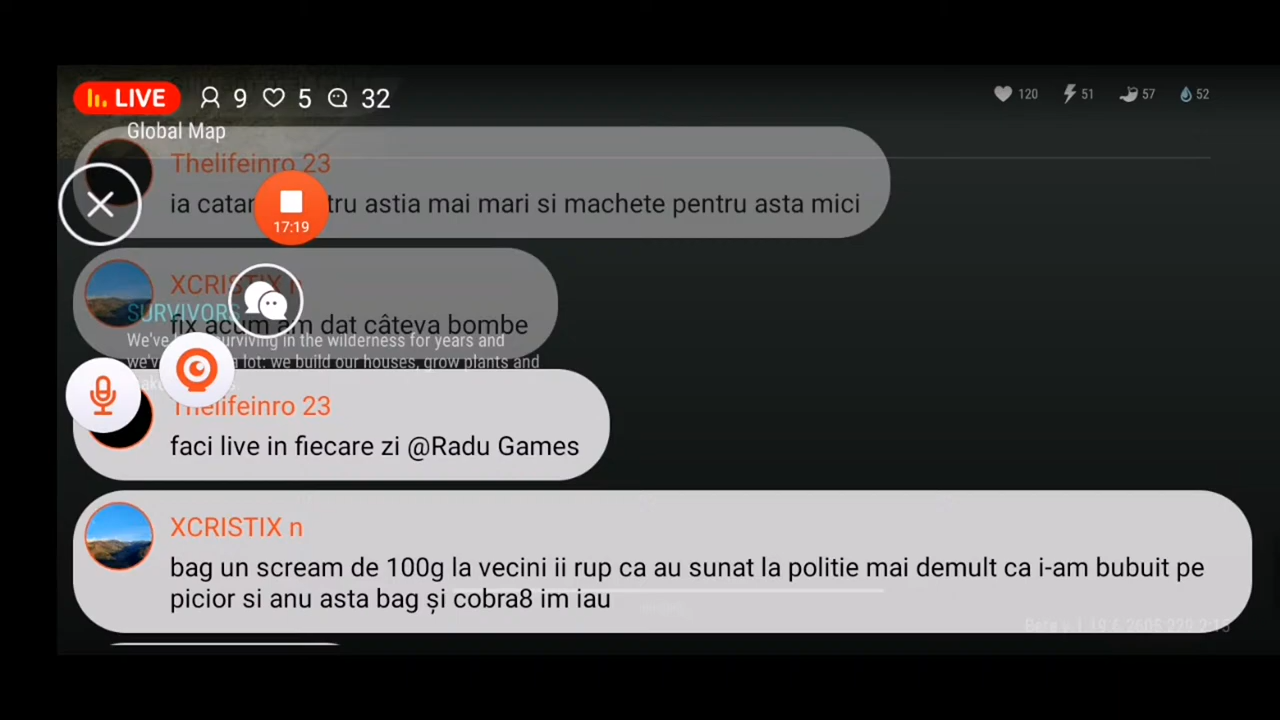 LIVE 9 5 32
120 51 57 52
Global Map
Thelifeinro 23
ia tru astia mai mari si machete pentru asta mici
17:19
XCRISTIX n
SURVIVORS
fix acum am dat câteva bombe
We've surviving in the wilderness for years and
lot: we build our houses, grow plants and
Thelifeinro 23
faci live in fiecare zi @Radu Games
XCRISTIX n
bag un scream de 100g la vecini ii rup ca au sunat la politie mai demult ca i-am bubuit pe
picior si anu asta bag și cobra8 im iau